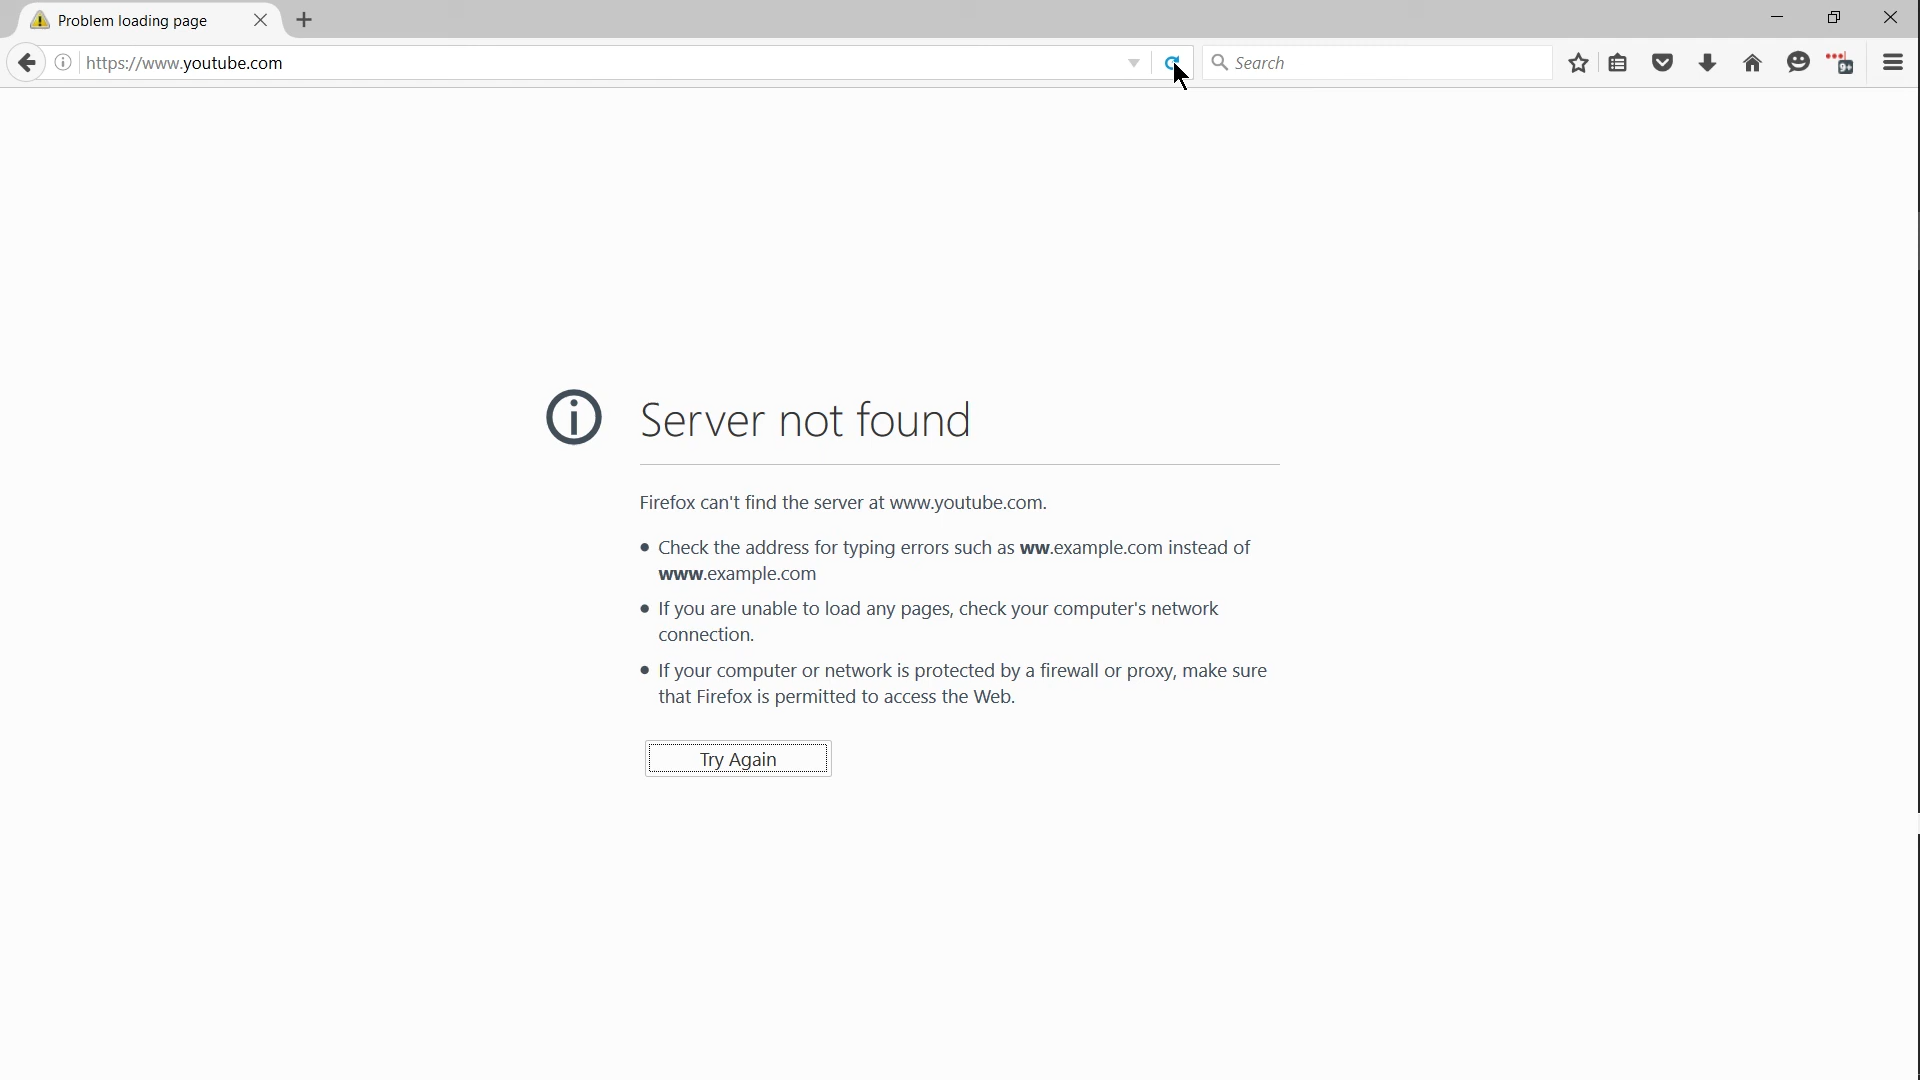 Problem loading page
https://www.youtube.com
Search
9+
Server not found
Firefox can't find the server at www.youtube.com.
Check the address for typing errors such as ww.example.com instead of
www.example.com
If you are unable to load any pages, check your computer's network
connection.
If your computer or network is protected by a firewall or proxy, make sure
that Firefox is permitted to access the Web.
Try Again